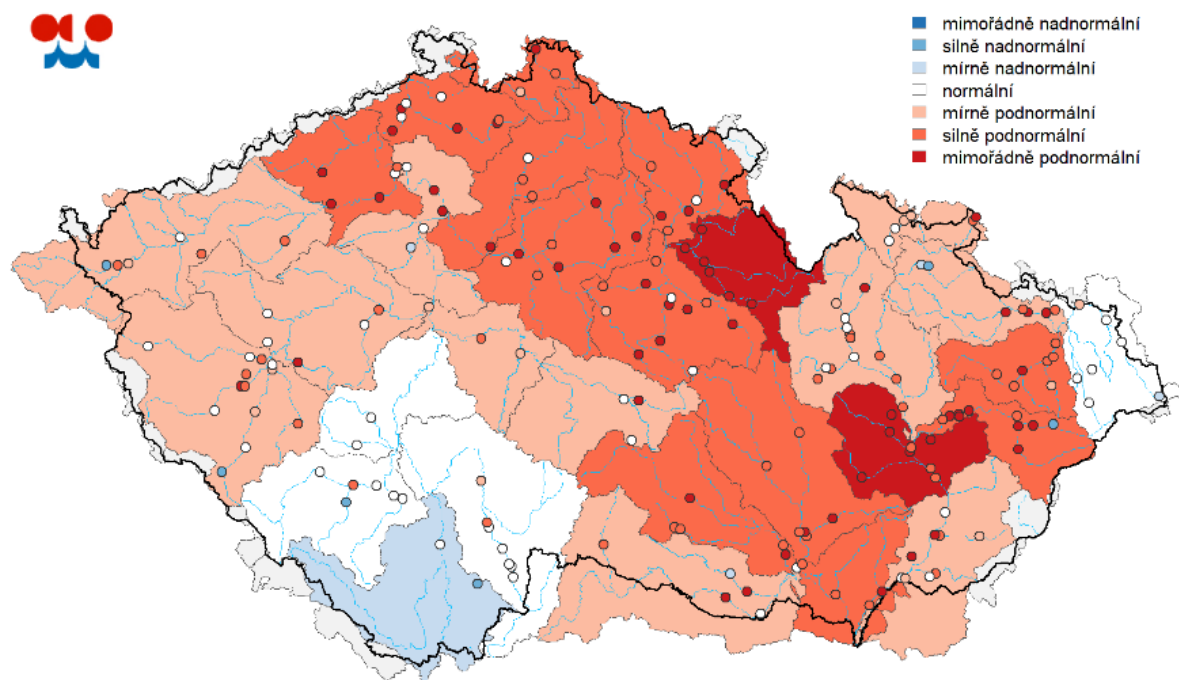 mimořádně nadnormální
silně nadnormální
mírně nadnormální
normální
mírně podnormální
silně podnormální
mimořádně podnormální